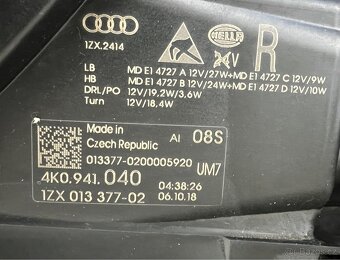 1ZX.2414
HELLA
R
LB MD E1 4727 A 12V/27W+MD E1 4727 C 12V/9W
HB MD E1 4727 B 12V/24W+MD E1 4727 D 12V/10W
DRL/PO 12V/19,2W/3,6W
Turn 12V/18,4W
Made in
Czech Republic
AI 08S
013377-0200005920
UM7
4K0.941.040
04:38:26
1ZX 013 377-02
06.10.18